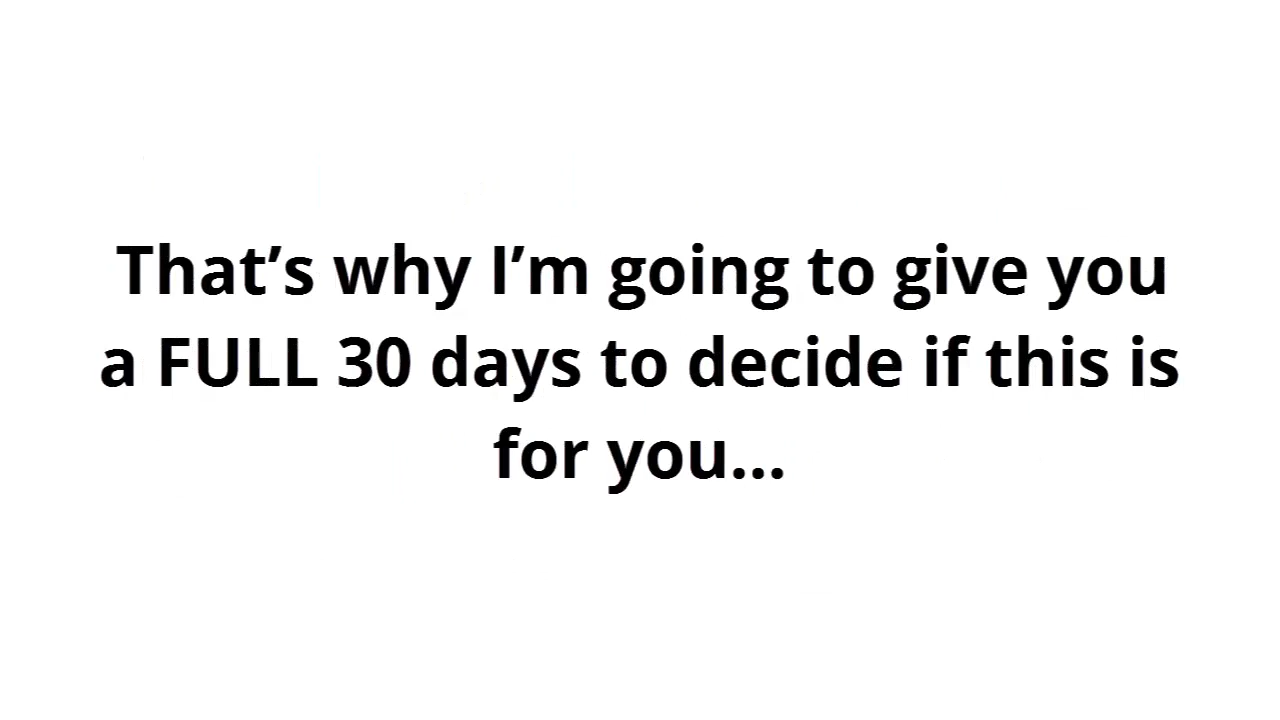 That’s why I’m going to give you
a FULL 30 days to decide if this is
for you...